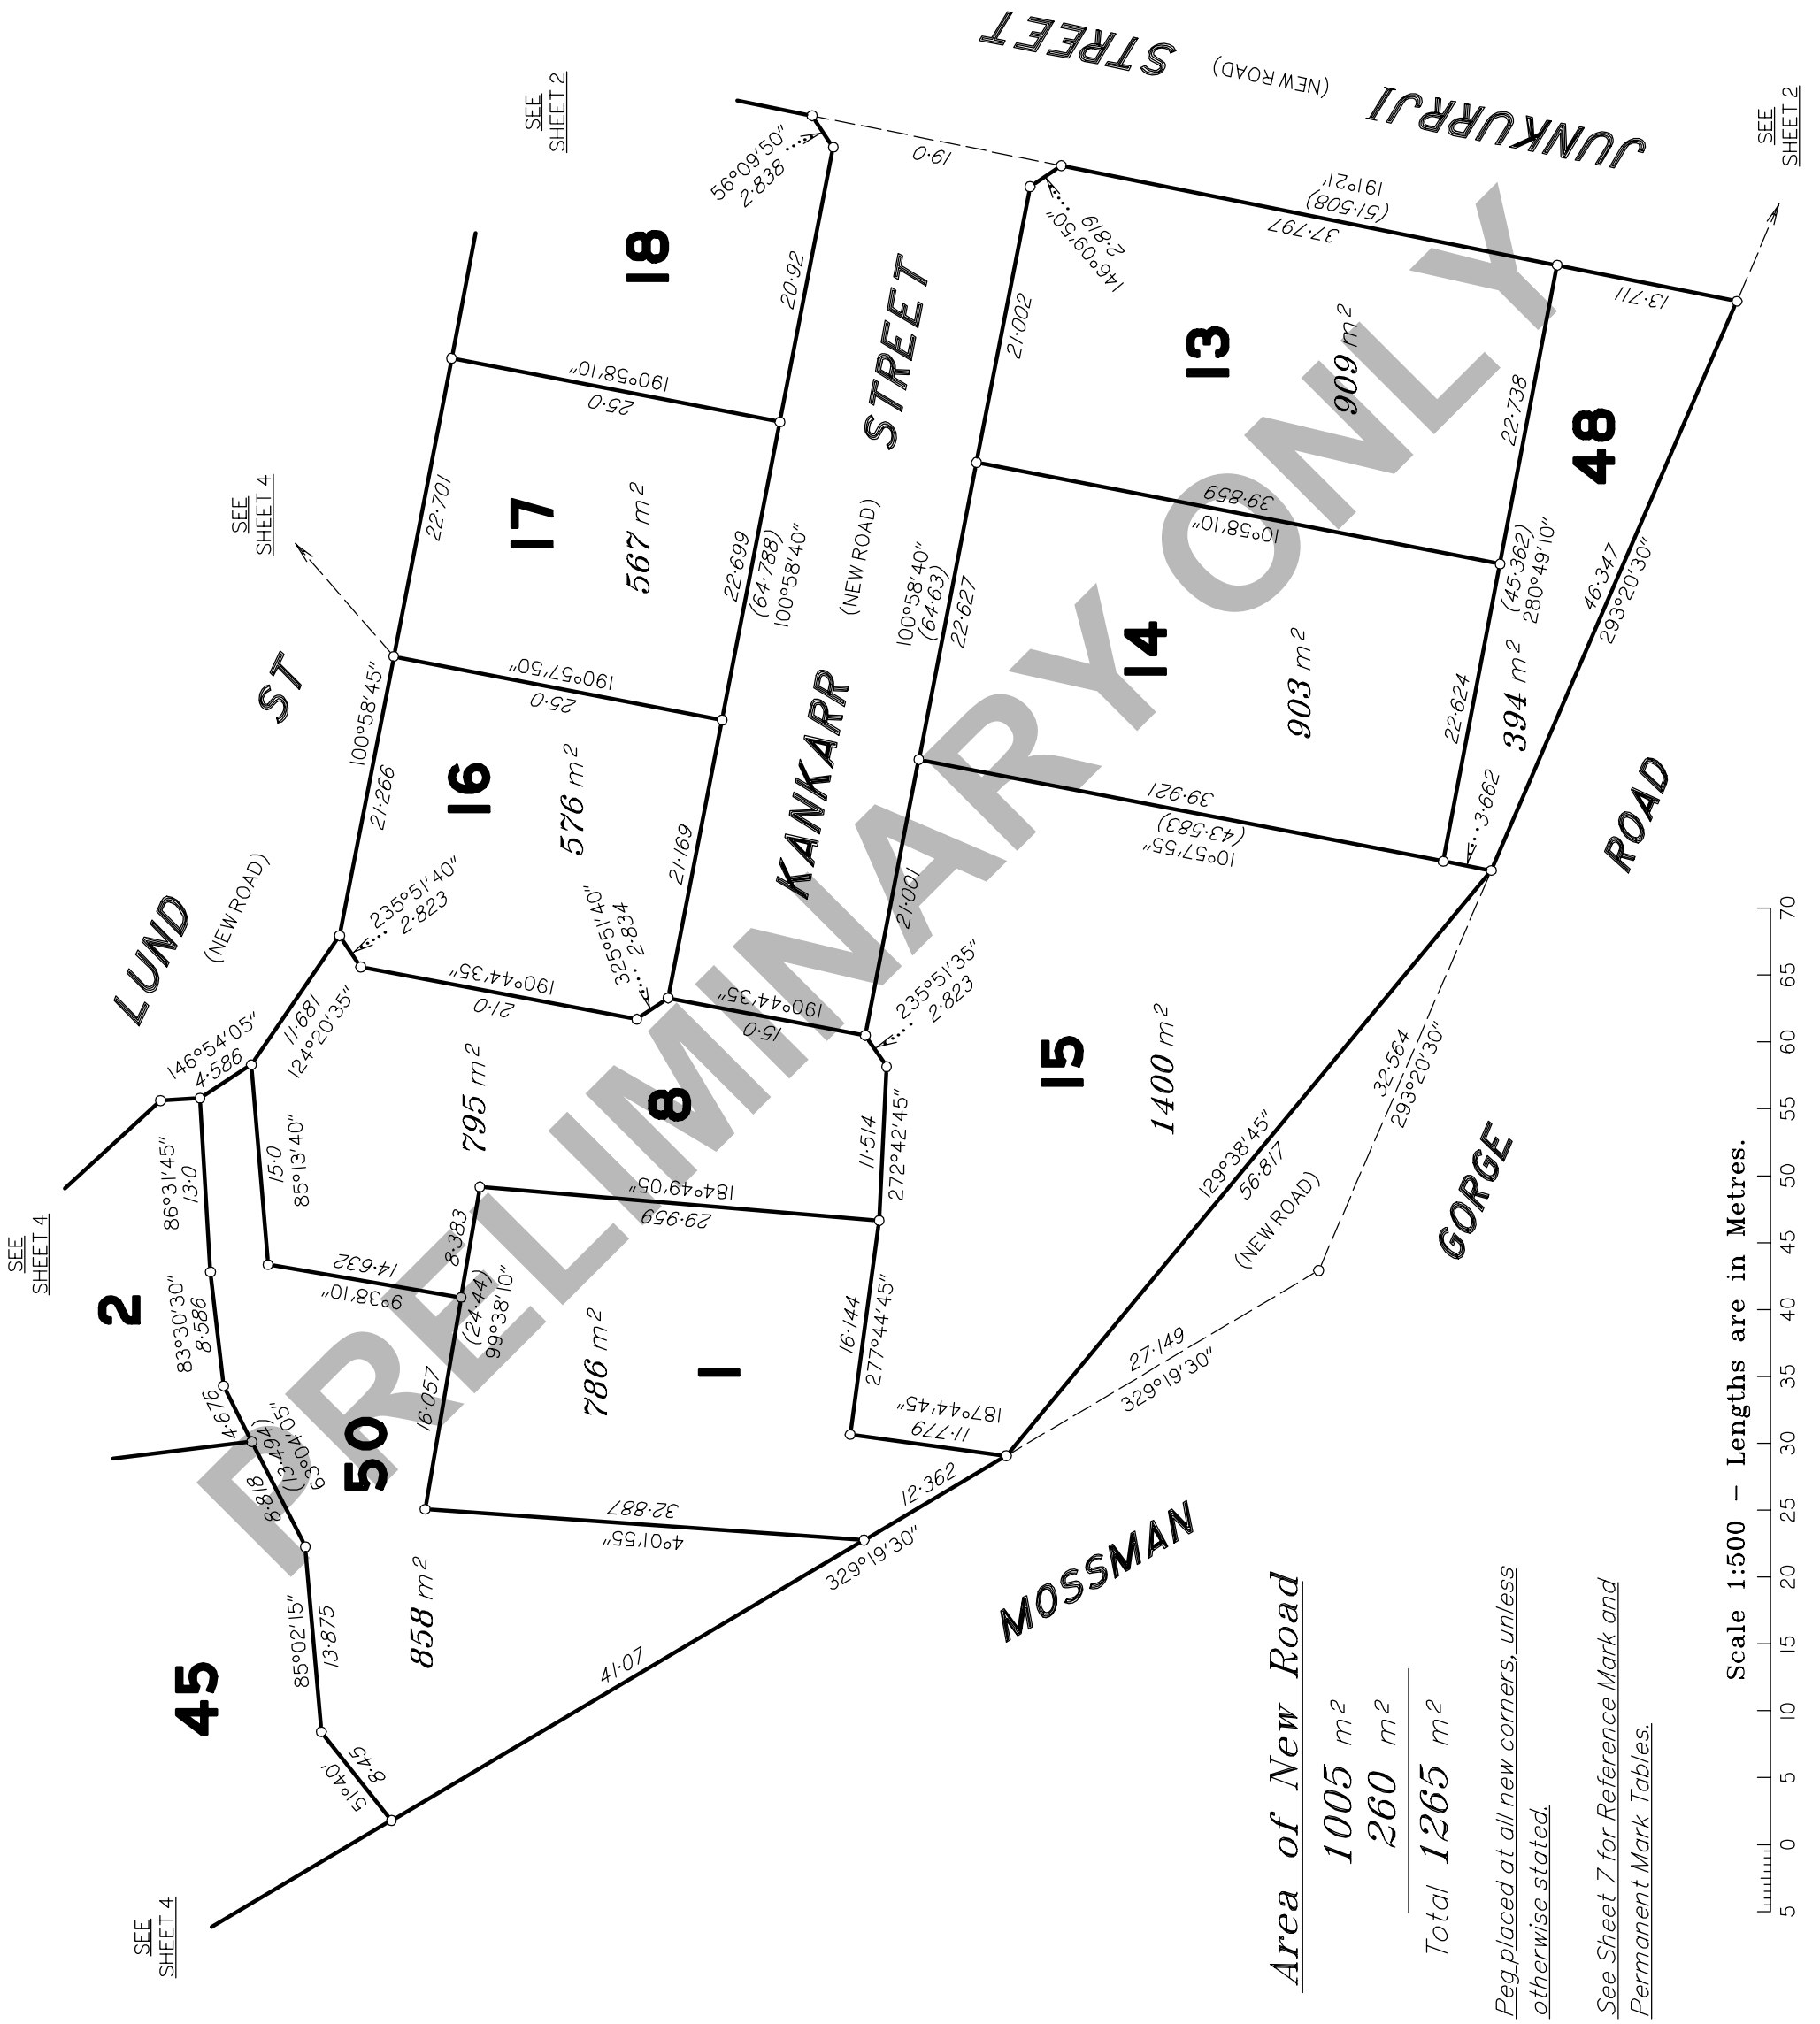 SEE
SHEET 4
SEE
SHEET 4
SEE
SHEET 4
SEE
SHEET 2
SEE
SHEET 2
45
2
50
858 m²
51°40'
8·45
85°02'15"
13·875
8·818
(13·494)
63°04'05"
4·676
83°30'30"
8·586
86°31'45"
13·0
146°54'05"
4·586
11·681
124°20'35"
15·0
85°13'40"
14·632
9°38'10"
8·383
(24·44)
99°38'10"
16·057
32·887
4°01'55"
41·07
329°19'30"
12·362
1
786 m²
29·959
184°49'05"
16·144
277°44'45"
11·779
187°44'45"
8
795 m²
190°44'35"
21·0
235°51'40"
2·823
325°51'40"
2·834
190°44'35"
15·0
11·514
272°42'45"
235°51'35"
2·823
LUND
ST
(NEW ROAD)
16
576 m²
100°58'45"
21·266
21·169
190°57'50"
25·0
17
567 m²
22·701
22·699
(64·788)
100°58'40"
190°58'10"
25·0
18
20·92
56°09'50"
2·838
KANKARR
STREET
(NEW ROAD)
19·0
JUNKURRJI
STREET
(NEW ROAD)
15
1400 m²
21·001
129°38'45"
56·817
39·921
(43·583)
10°57'55"
3·662
14
903 m²
100°58'40"
(64·63)
22·627
39·859
10°58'10"
22·624
13
909 m²
21·002
146°09'50"
2·819
37·797
(51·508)
191°21'
22·738
48
394 m²
(45·362)
280°49'10"
13·711
46·347
293°20'30"
32·564
293°20'30"
27·149
329°19'30"
(NEW ROAD)
MOSSMAN
GORGE
ROAD
PRELIMINARY ONLY
Area of New Road
1005 m²
260 m²
Total 1265 m²
Peg placed at all new corners, unless
otherwise stated.
See Sheet 7 for Reference Mark and
Permanent Mark Tables.
Scale 1:500 – Lengths are in Metres.
5 0 5 10 15 20 25 30 35 40 45 50 55 60 65 70